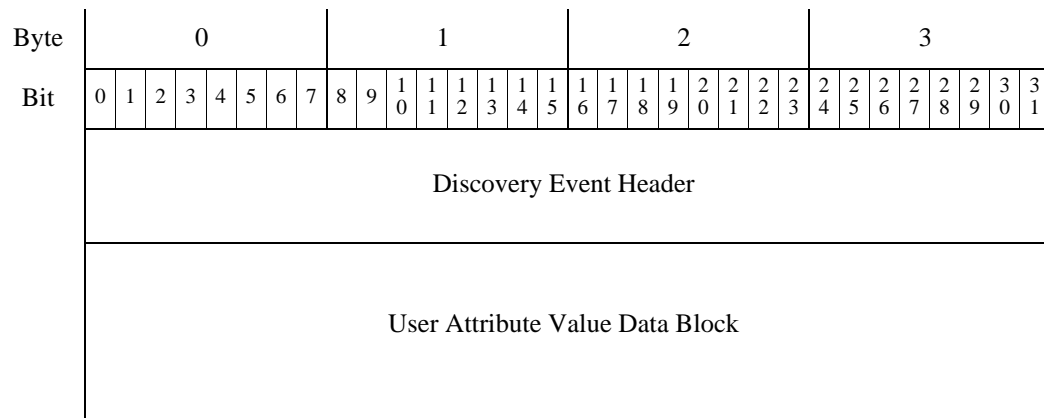 Byte 0 1 2 3
Bit 0 1 2 3 4 5 6 7 8 9 10 11 12 13 14 15 16 17 18 19 20 21 22 23 24 25 26 27 28 29 30 31
Discovery Event Header
User Attribute Value Data Block